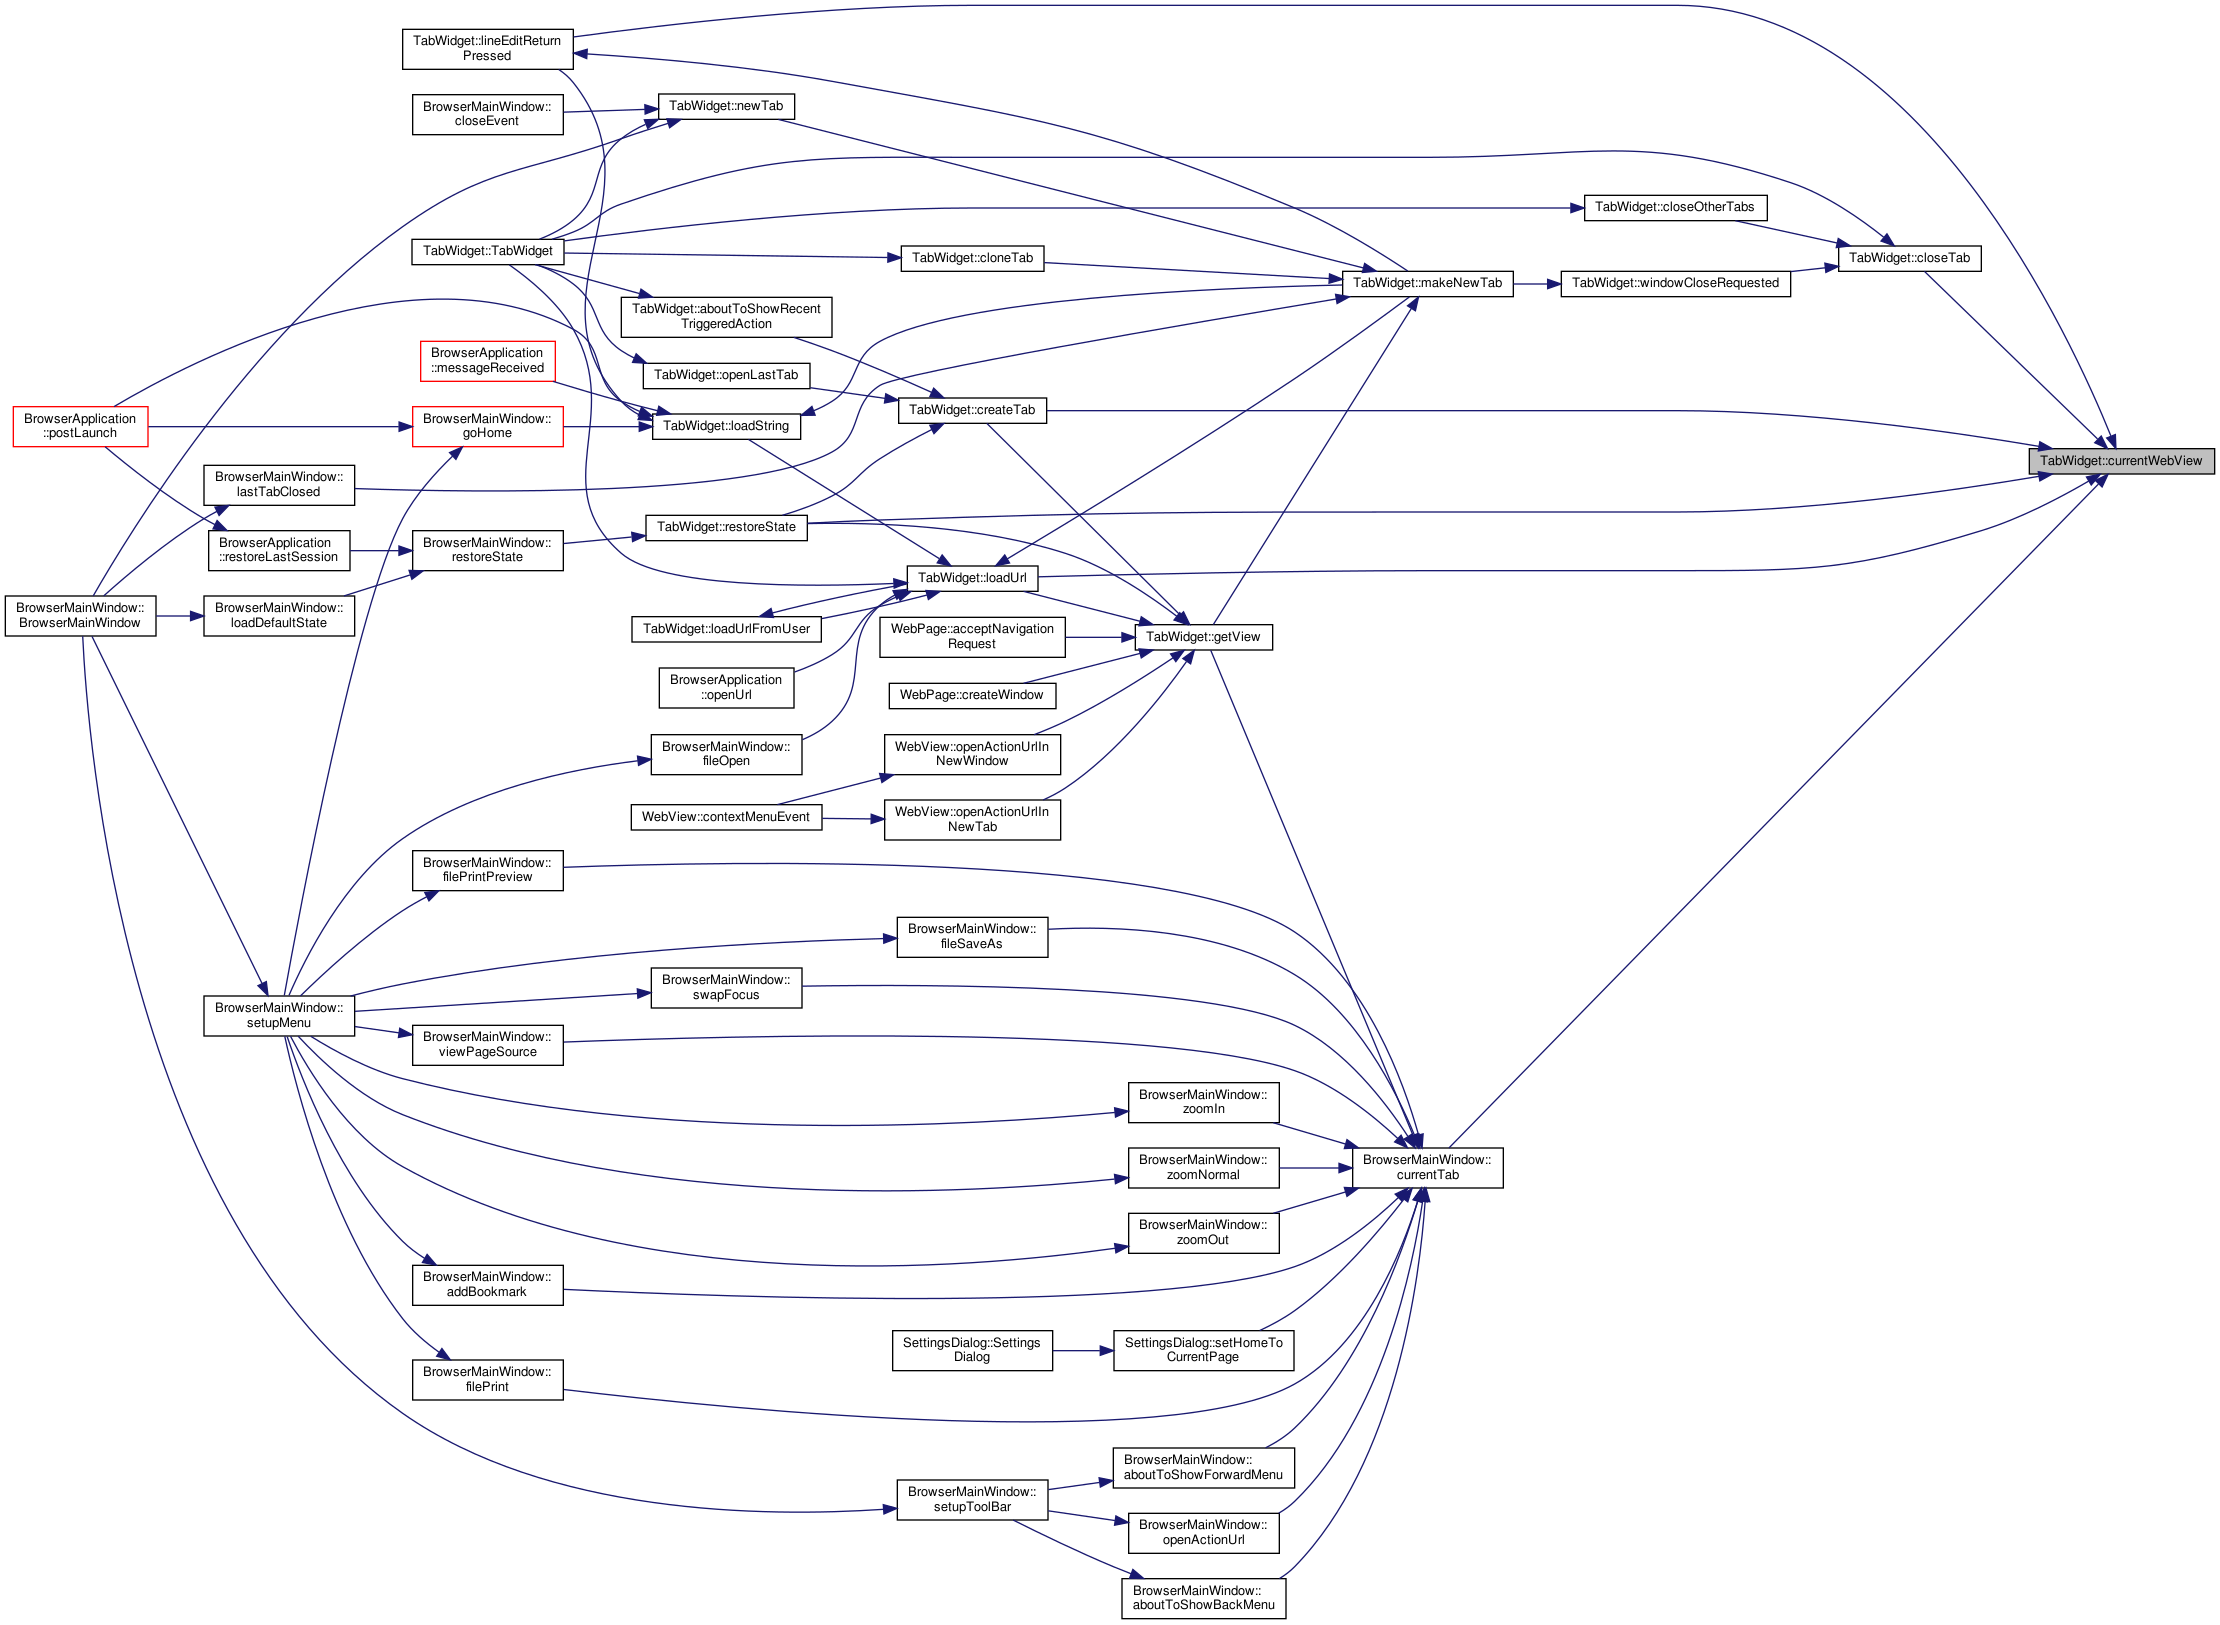 TabWidget::lineEditReturn
Pressed
BrowserMainWindow::
closeEvent
TabWidget::newTab
TabWidget::closeOtherTabs
TabWidget::TabWidget
TabWidget::cloneTab
TabWidget::closeTab
TabWidget::makeNewTab
TabWidget::windowCloseRequested
TabWidget::aboutToShowRecent
TriggeredAction
BrowserApplication
::messageReceived
TabWidget::openLastTab
BrowserApplication
::postLaunch
BrowserMainWindow::
goHome
TabWidget::loadString
TabWidget::createTab
TabWidget::currentWebView
BrowserMainWindow::
lastTabClosed
BrowserApplication
::restoreLastSession
BrowserMainWindow::
restoreState
TabWidget::restoreState
TabWidget::loadUrl
BrowserMainWindow::
BrowserMainWindow
BrowserMainWindow::
loadDefaultState
TabWidget::loadUrlFromUser
WebPage::acceptNavigation
Request
TabWidget::getView
BrowserApplication
::openUrl
WebPage::createWindow
BrowserMainWindow::
fileOpen
WebView::openActionUrlIn
NewWindow
WebView::contextMenuEvent
WebView::openActionUrlIn
NewTab
BrowserMainWindow::
filePrintPreview
BrowserMainWindow::
fileSaveAs
BrowserMainWindow::
swapFocus
BrowserMainWindow::
setupMenu
BrowserMainWindow::
viewPageSource
BrowserMainWindow::
zoomIn
BrowserMainWindow::
zoomNormal
BrowserMainWindow::
currentTab
BrowserMainWindow::
zoomOut
BrowserMainWindow::
addBookmark
SettingsDialog::Settings
Dialog
SettingsDialog::setHomeTo
CurrentPage
BrowserMainWindow::
filePrint
BrowserMainWindow::
aboutToShowForwardMenu
BrowserMainWindow::
setupToolBar
BrowserMainWindow::
openActionUrl
BrowserMainWindow::
aboutToShowBackMenu